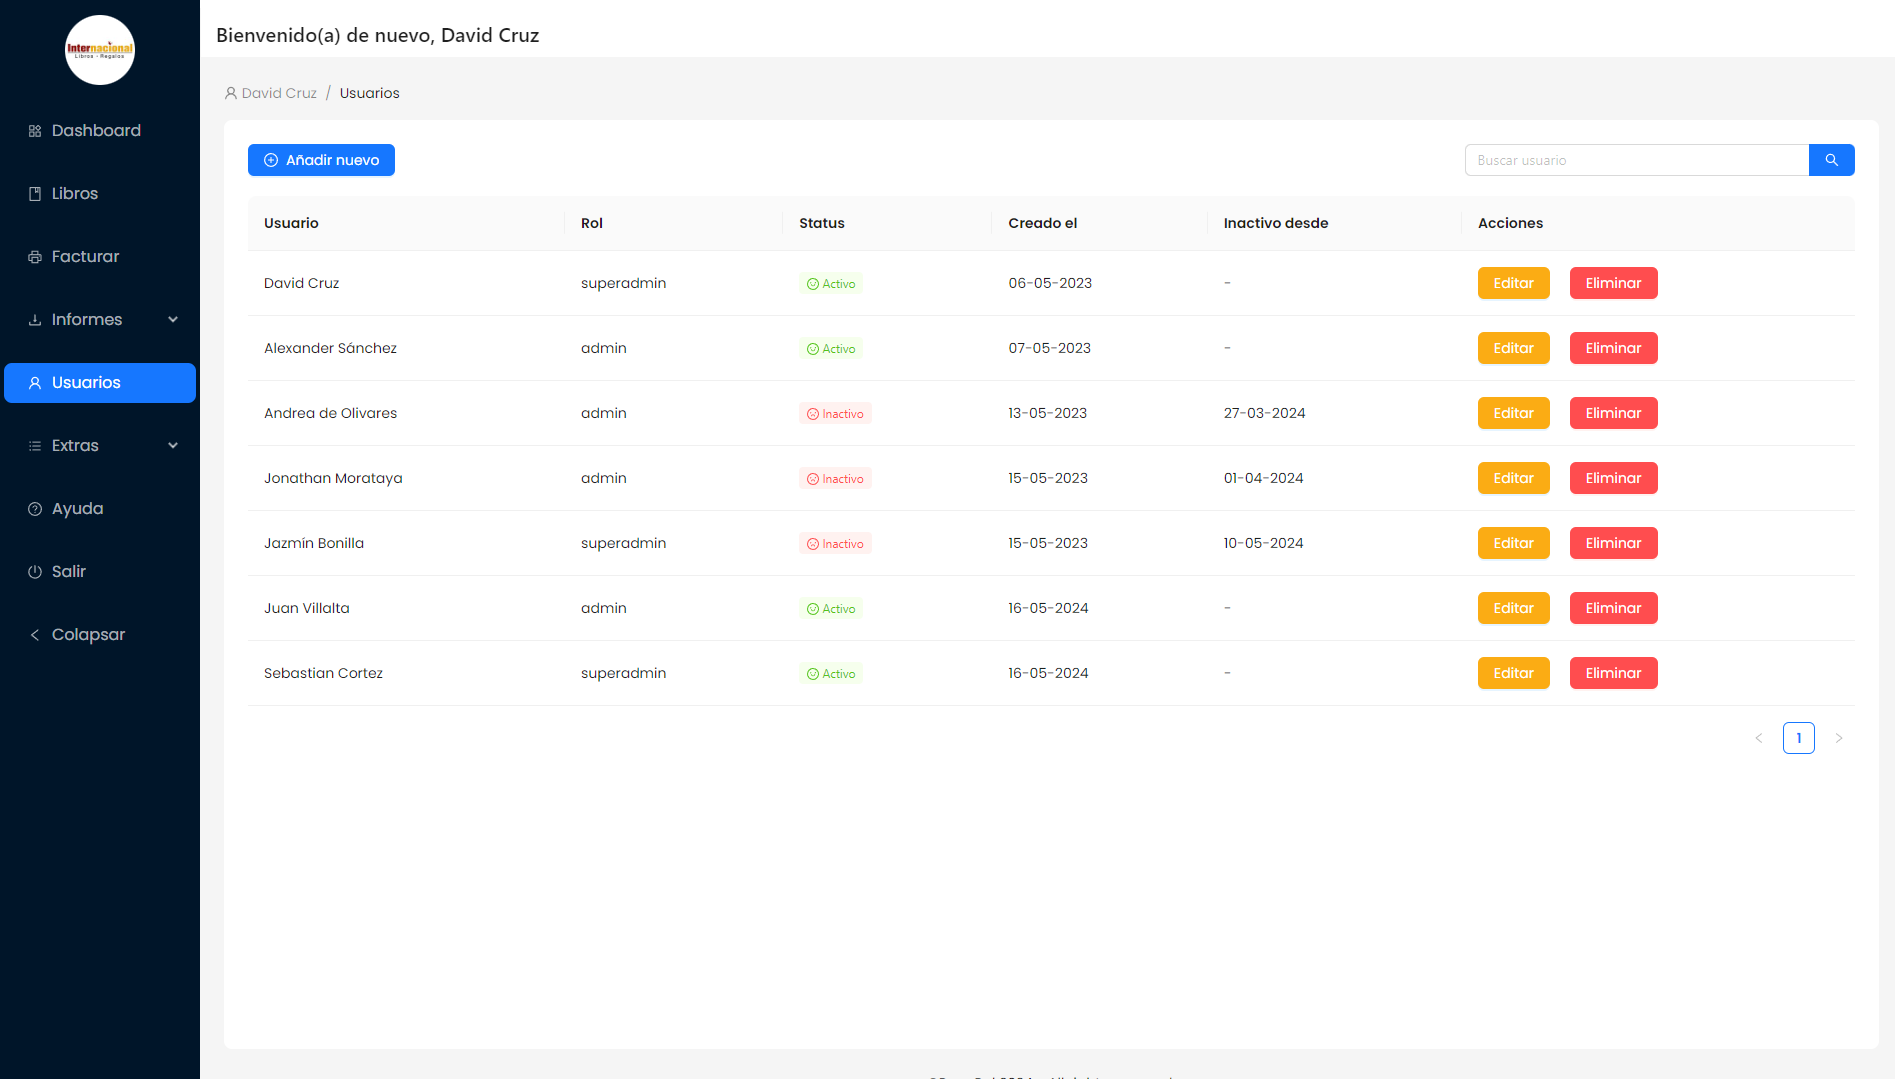 Internacional
Libros - Regalos
Bienvenido(a) de nuevo, David Cruz
Dashboard
Libros
Facturar
Informes
Usuarios
Extras
Ayuda
Salir
Colapsar
David Cruz / Usuarios
Añadir nuevo
Buscar usuario
Usuario Rol Status Creado el Inactivo desde Acciones
David Cruz superadmin Activo 06-05-2023 - Editar Eliminar
Alexander Sánchez admin Activo 07-05-2023 - Editar Eliminar
Andrea de Olivares admin Inactivo 13-05-2023 27-03-2024 Editar Eliminar
Jonathan Morataya admin Inactivo 15-05-2023 01-04-2024 Editar Eliminar
Jazmín Bonilla superadmin Inactivo 15-05-2023 10-05-2024 Editar Eliminar
Juan Villalta admin Activo 16-05-2024 - Editar Eliminar
Sebastian Cortez superadmin Activo 16-05-2024 - Editar Eliminar
< 1 >